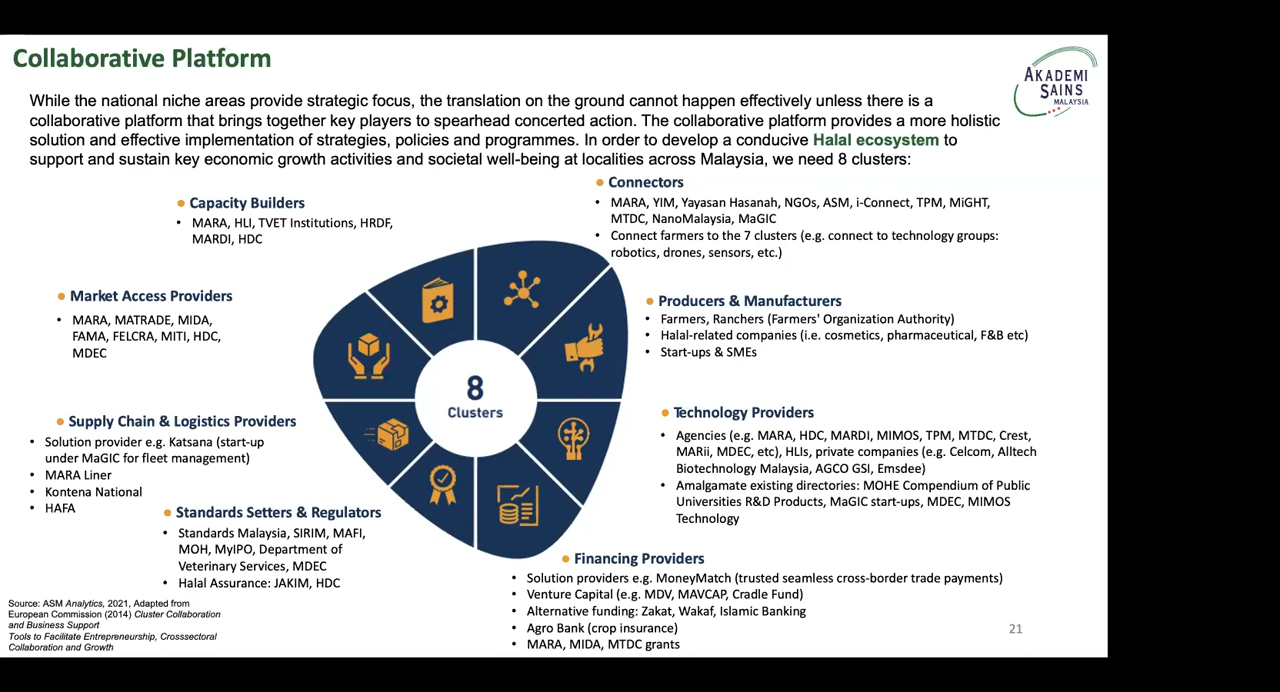 Collaborative Platform
AKADEMI
SAINS
MALAYSIA
While the national niche areas provide strategic focus, the translation on the ground cannot happen effectively unless there is a
collaborative platform that brings together key players to spearhead concerted action. The collaborative platform provides a more holistic
solution and effective implementation of strategies, policies and programmes. In order to develop a conducive Halal ecosystem to
support and sustain key economic growth activities and societal well-being at localities across Malaysia, we need 8 clusters:
Connectors
• MARA, YIM, Yayasan Hasanah, NGOs, ASM, i-Connect, TPM, MiGHT,
MTDC, NanoMalaysia, MaGIC
• Connect farmers to the 7 clusters (e.g. connect to technology groups:
robotics, drones, sensors, etc.)
Capacity Builders
• MARA, HLI, TVET Institutions, HRDF,
MARDI, HDC
Market Access Providers
• MARA, MATRADE, MIDA,
FAMA, FELCRA, MITI, HDC,
MDEC
Producers & Manufacturers
• Farmers, Ranchers (Farmers' Organization Authority)
• Halal-related companies (i.e. cosmetics, pharmaceutical, F&B etc)
• Start-ups & SMEs
8
Clusters
Technology Providers
• Agencies (e.g. MARA, HDC, MARDI, MIMOS, TPM, MTDC, Crest,
MARii, MDEC, etc), HLIs, private companies (e.g. Celcom, Alltech
Biotechnology Malaysia, AGCO GSI, Emsdee)
• Amalgamate existing directories: MOHE Compendium of Public
Universities R&D Products, MaGIC start-ups, MDEC, MIMOS
Technology
Supply Chain & Logistics Providers
• Solution provider e.g. Katsana (start-up
under MaGIC for fleet management)
• MARA Liner
• Kontena National
• HAFA
Standards Setters & Regulators
• Standards Malaysia, SIRIM, MAFI,
MOH, MyIPO, Department of
Veterinary Services, MDEC
• Halal Assurance: JAKIM, HDC
Financing Providers
• Solution providers e.g. MoneyMatch (trusted seamless cross-border trade payments)
• Venture Capital (e.g. MDV, MAVCAP, Cradle Fund)
• Alternative funding: Zakat, Wakaf, Islamic Banking
• Agro Bank (crop insurance)
• MARA, MIDA, MTDC grants
Source: ASM Analytics, 2021, Adapted from
European Commission (2014) Cluster Collaboration
and Business Support
Tools to Facilitate Entrepreneurship, Crosssectoral
Collaboration and Growth
21